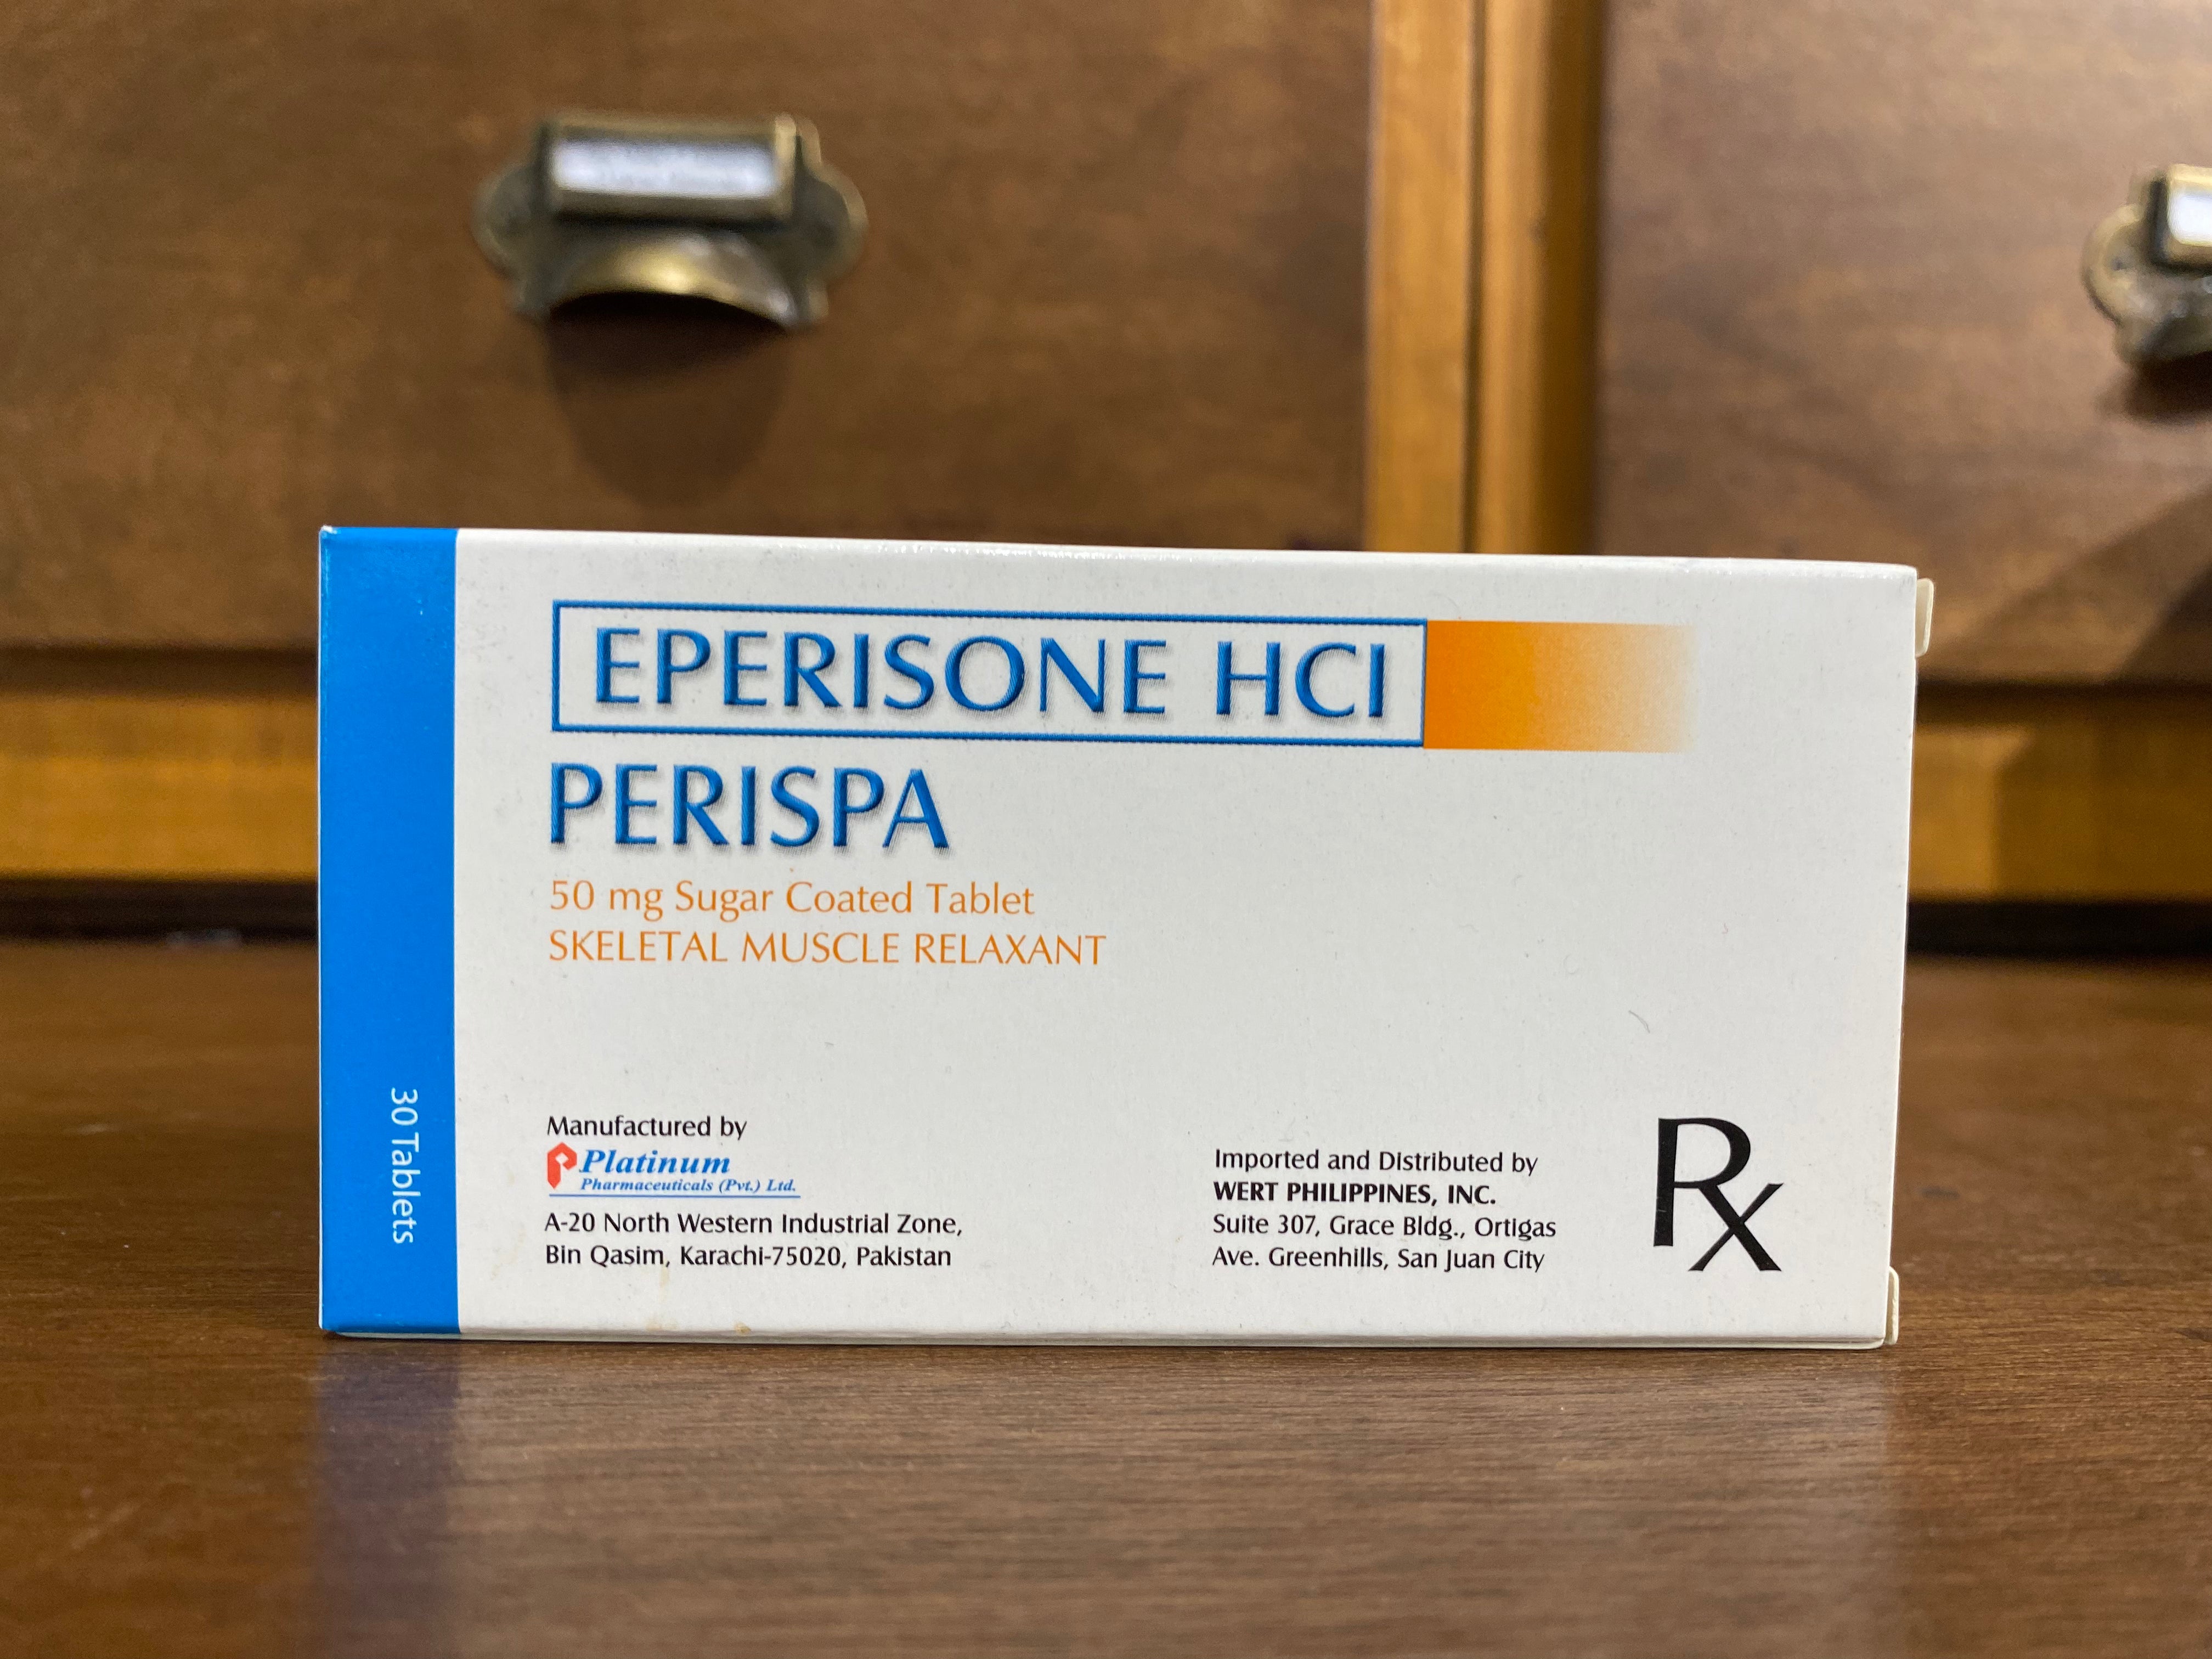 EPERISONE HCl
PERISPA
50 mg Sugar Coated Tablet
SKELETAL MUSCLE RELAXANT
30 Tablets
Manufactured by
Platinum
Pharmaceuticals (Pvt.) Ltd.
A-20 North Western Industrial Zone,
Bin Qasim, Karachi-75020, Pakistan
Imported and Distributed by
WERT PHILIPPINES, INC.
Suite 307, Grace Bldg., Ortigas
Ave. Greenhills, San Juan City
Rx